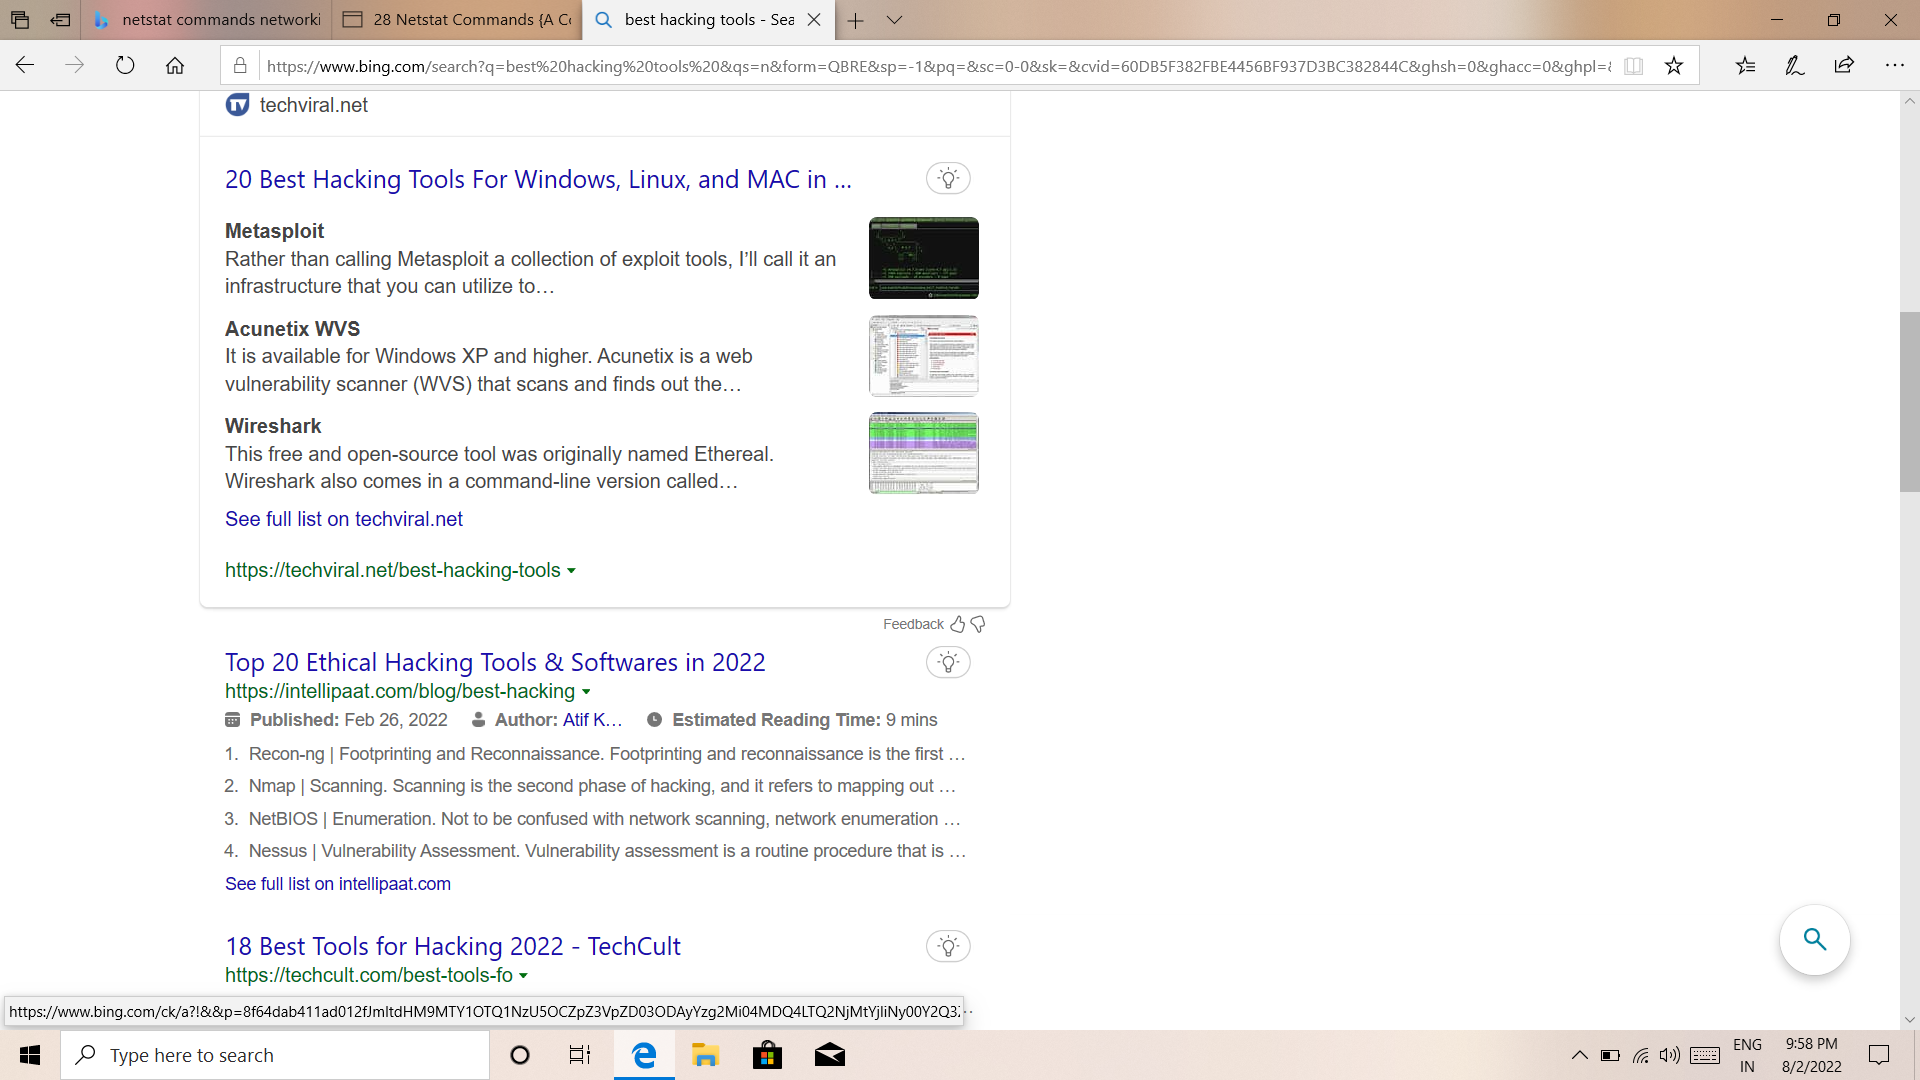 netstat commands networki
28 Netstat Commands {A Co
best hacking tools - Sea
https://www.bing.com/search?q=best%20hacking%20tools%20&qs=n&form=QBRE&sp=-1&pq=&sc=0-0&sk=&cvid=60DB5F382FBE4456BF937D3BC382844C&ghsh=0&ghacc=0&ghpl=&
techviral.net
20 Best Hacking Tools For Windows, Linux, and MAC in ...
Metasploit
Rather than calling Metasploit a collection of exploit tools, I’ll call it an
infrastructure that you can utilize to…
Acunetix WVS
It is available for Windows XP and higher. Acunetix is a web
vulnerability scanner (WVS) that scans and finds out the…
Wireshark
This free and open-source tool was originally named Ethereal.
Wireshark also comes in a command-line version called…
See full list on techviral.net
https://techviral.net/best-hacking-tools
Feedback
Top 20 Ethical Hacking Tools & Softwares in 2022
https://intellipaat.com/blog/best-hacking
Published: Feb 26, 2022 Author: Atif K… Estimated Reading Time: 9 mins
1. Recon-ng | Footprinting and Reconnaissance. Footprinting and reconnaissance is the first …
2. Nmap | Scanning. Scanning is the second phase of hacking, and it refers to mapping out …
3. NetBIOS | Enumeration. Not to be confused with network scanning, network enumeration …
4. Nessus | Vulnerability Assessment. Vulnerability assessment is a routine procedure that is …
See full list on intellipaat.com
18 Best Tools for Hacking 2022 - TechCult
https://techcult.com/best-tools-fo
https://www.bing.com/ck/a?!&&p=8f64dab411ad012fJmltdHM9MTY1OTQ1NzU5OCZpZ3VpZD03ODAyYzg2Mi04MDQ4LTQ2NjMtYjliNy00Y2Q3Z
Type here to search
ENG
IN
9:58 PM
8/2/2022